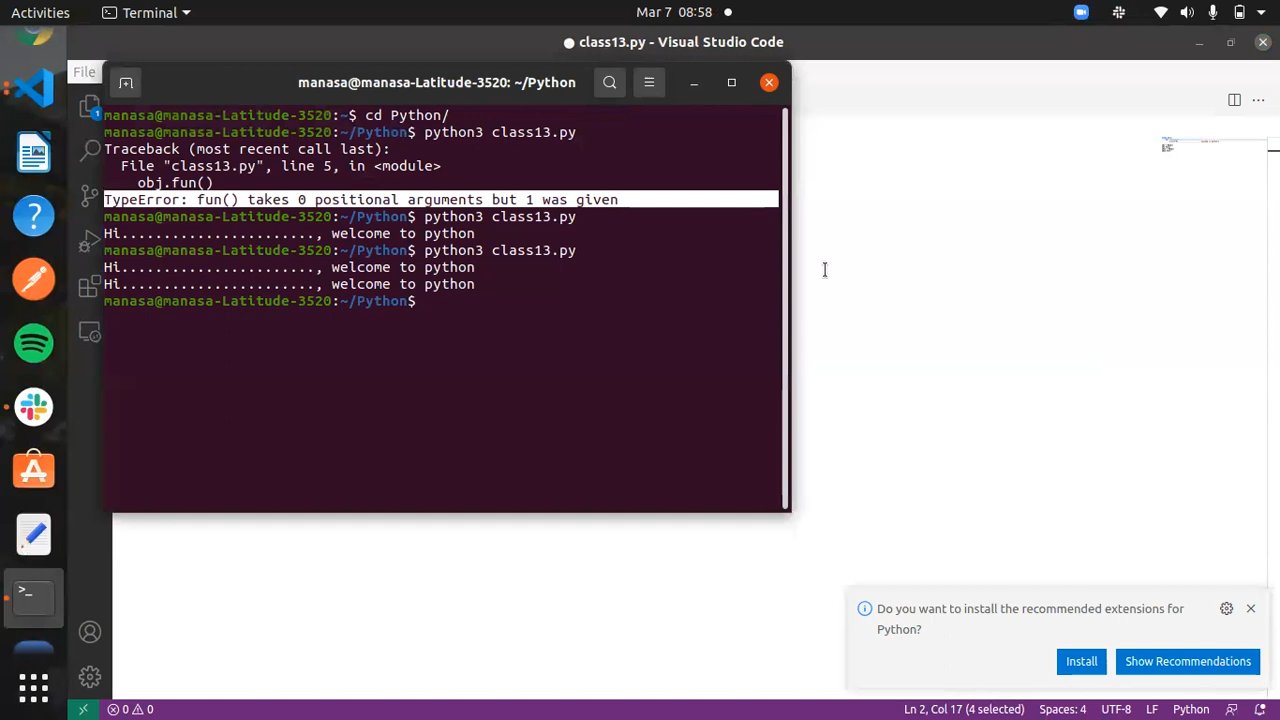 Activities
Terminal
Mar 7 08:58
class13.py - Visual Studio Code
File
manasa@manasa-Latitude-3520: ~/Python
manasa@manasa-Latitude-3520:~$ cd Python/
manasa@manasa-Latitude-3520:~/Python$ python3 class13.py
Traceback (most recent call last):
File "class13.py", line 5, in <module>
obj.fun()
TypeError: fun() takes 0 positional arguments but 1 was given
manasa@manasa-Latitude-3520:~/Python$ python3 class13.py
Hi......................., welcome to python
manasa@manasa-Latitude-3520:~/Python$ python3 class13.py
Hi......................., welcome to python
Hi......................., welcome to python
manasa@manasa-Latitude-3520:~/Python$
Do you want to install the recommended extensions for
Python?
Install
Show Recommendations
0
0
Ln 2, Col 17 (4 selected)
Spaces: 4
UTF-8
LF
Python